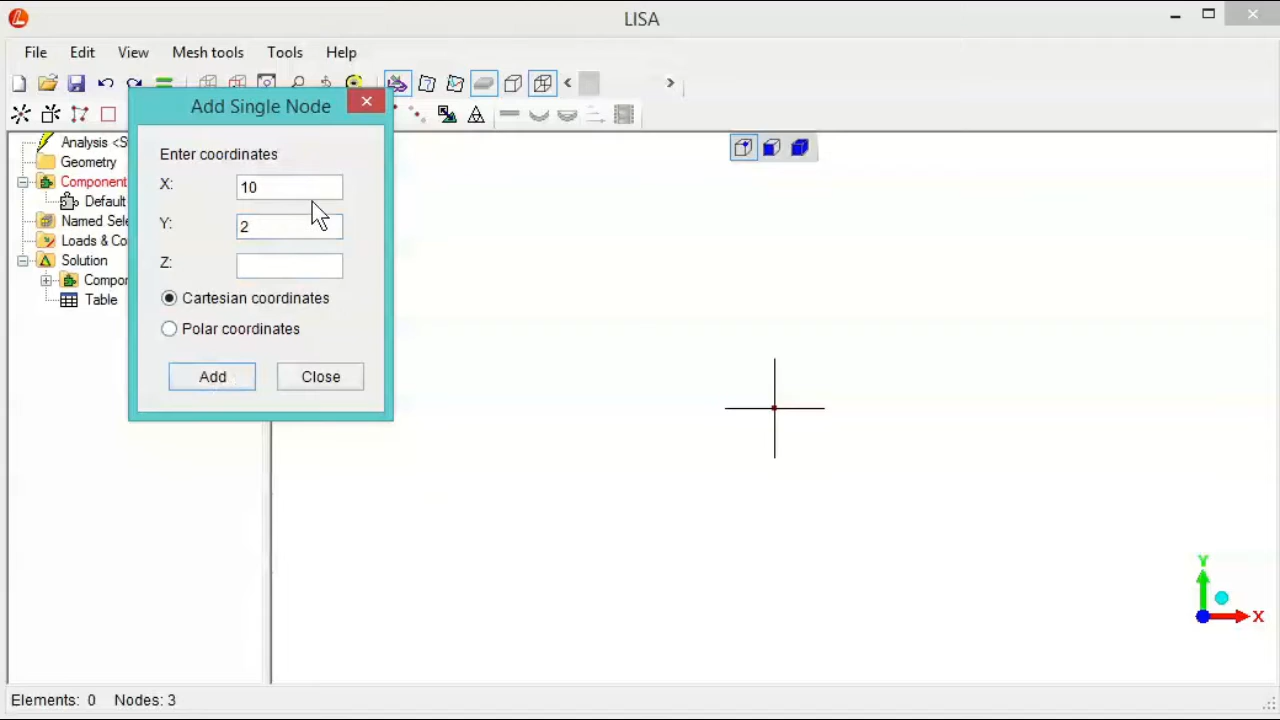 LISA
File Edit View Mesh tools Tools Help
Add Single Node
Enter coordinates
X: 10
Y: 2
Z:
Cartesian coordinates
Polar coordinates
Add Close
Analysis <S
Geometry
Component
Default
Named Sele
Loads & Co
Solution
Compor
Table
Y
X
Elements: 0 Nodes: 3